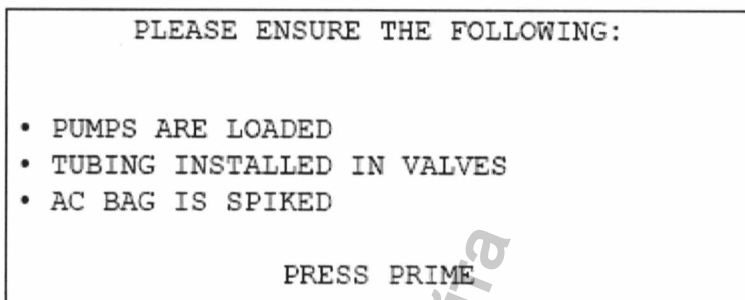 PLEASE ENSURE THE FOLLOWING:
• PUMPS ARE LOADED
• TUBING INSTALLED IN VALVES
• AC BAG IS SPIKED
PRESS PRIME